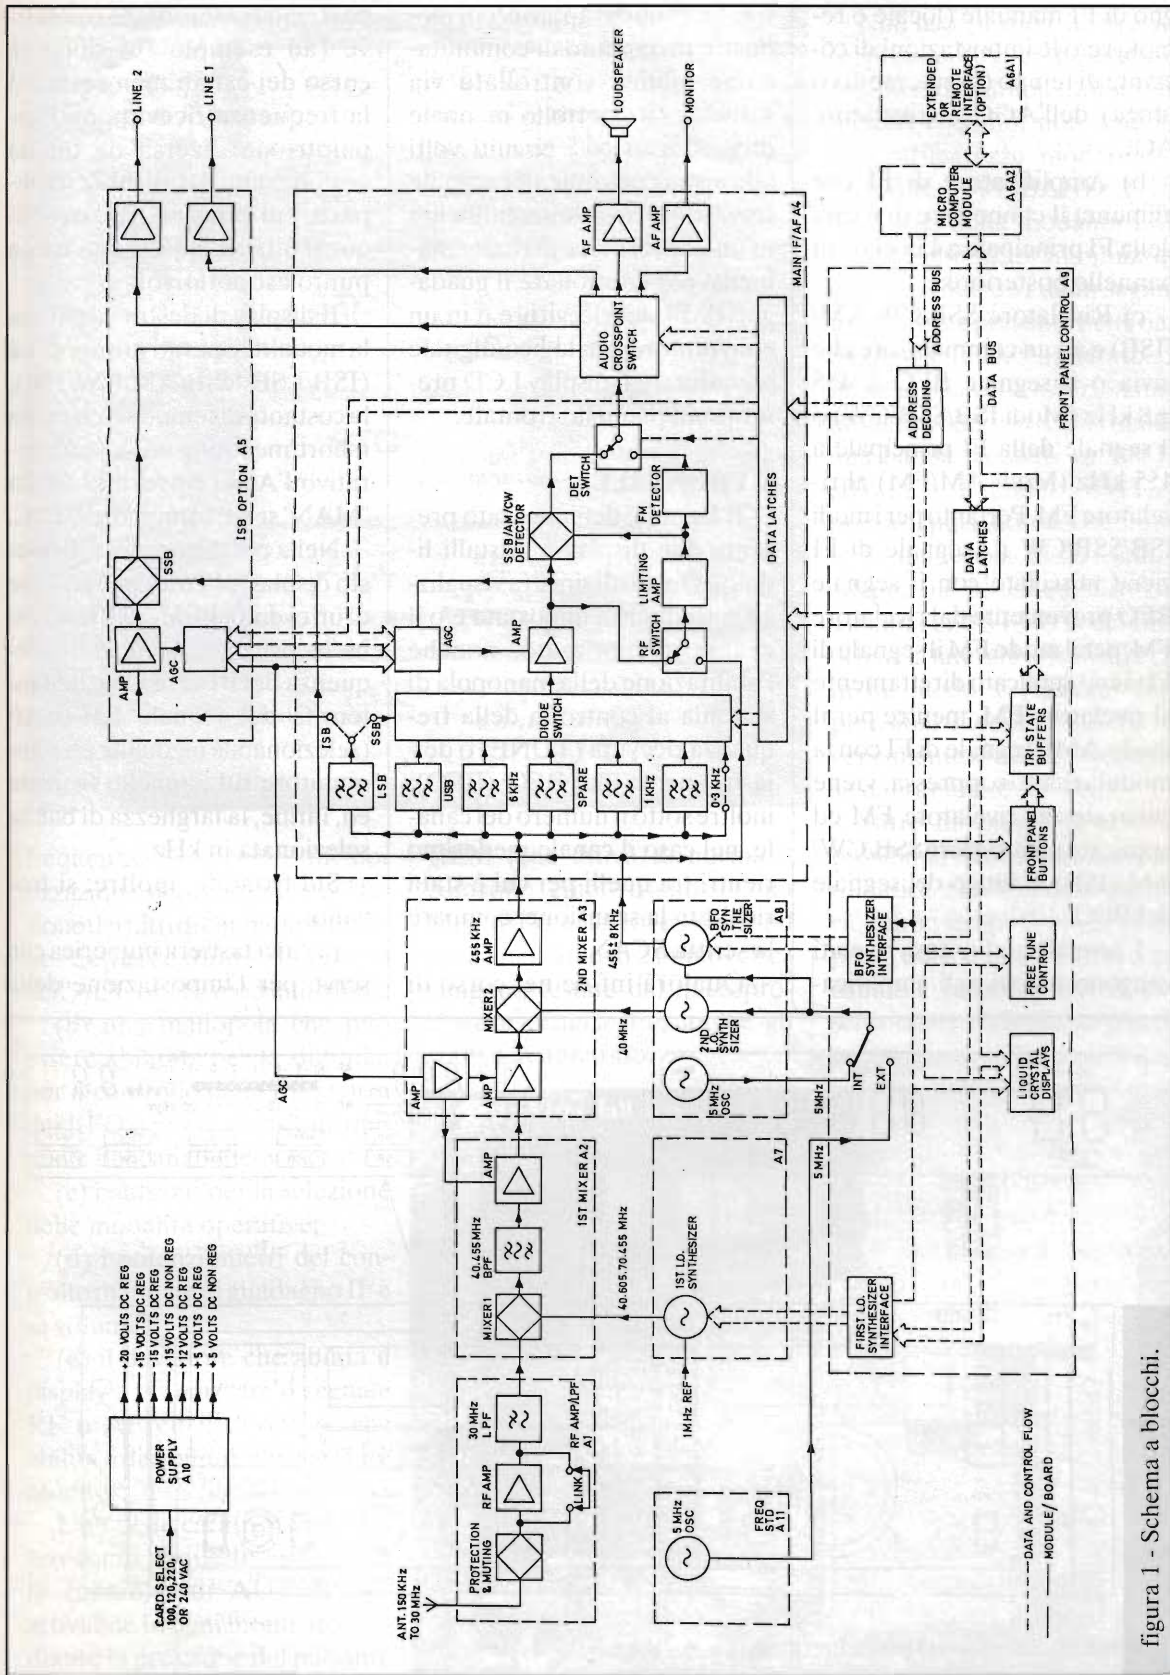 CARD SELECT
100,120,220,
OR 240 VAC
POWER
SUPPLY
A10
+20 VOLTS DC REG
+15 VOLTS DC REG
-15 VOLTS DC REG
+15 VOLTS DC NON REG
+12 VOLTS DC REG
+5 VOLTS DC REG
+5 VOLTS DC NON REG
AGC
AMP
AGC
SSB
ISSB OPTION A5
LINE 2
LINE 1
ISB
SSB
AGC
ANT. 150KHz
TO 30 MHz
PROTECTION
& MUTING
RF AMP
30 MHz
LPF
LINK
RF AMP/LPF
A1
MIXER 1
40.455MHz
BPF
AMP
1ST MIXER A2
AMP
AMP
MIXER 2
455 KHz
AMP
2ND MIXER A3
LSB
USB
6 KHz
SPARE
1 KHz
0·3 KHz
DIODE
SWITCH
AMP
SSB/AM/CW
DETECTOR
RF SWITCH
LIMITING
AMP
FM
DETECTOR
DET SWITCH
AUDIO
CROSSPOINT
SWITCH
AF AMP
AF AMP
LOUDSPEAKER
MONITOR
DATA LATCHES
MAIN IF/AF A4
40.605.70.455 MHz
1 MHz REF
1ST LO.
SYNTHESIZER
A7
40 MHz
455 ± 8 KHz
5 MHz
OSC
2ND
L.O.
SYNTH
SIZER
BFO
SYN
THE
SIZER
A8
5 MHz
OSC
FREQ
STD
A11
5 MHz
5 MHz
INT
EXT
FIRST L.O.
SYNTHESIZER
INTERFACE
BFO
SYNTHESIZER
INTERFACE
DATA
LATCHES
ADDRESS
DECODING
ADDRESS BUS
DATA BUS
MICRO
COMPUTER
MODULE
A6A2
EXTENDED
OR
REMOTE
INTERFACE
(OPTION)
A6A1
LIQUID
CRYSTAL
DISPLAYS
FREE TUNE
CONTROL
FRONT PANEL
BUTTONS
TRI STATE
BUFFERS
FRONT PANEL CONTROL A9
DATA AND CONTROL FLOW
MODULE/BOARD
figura 1 - Schema a blocchi.